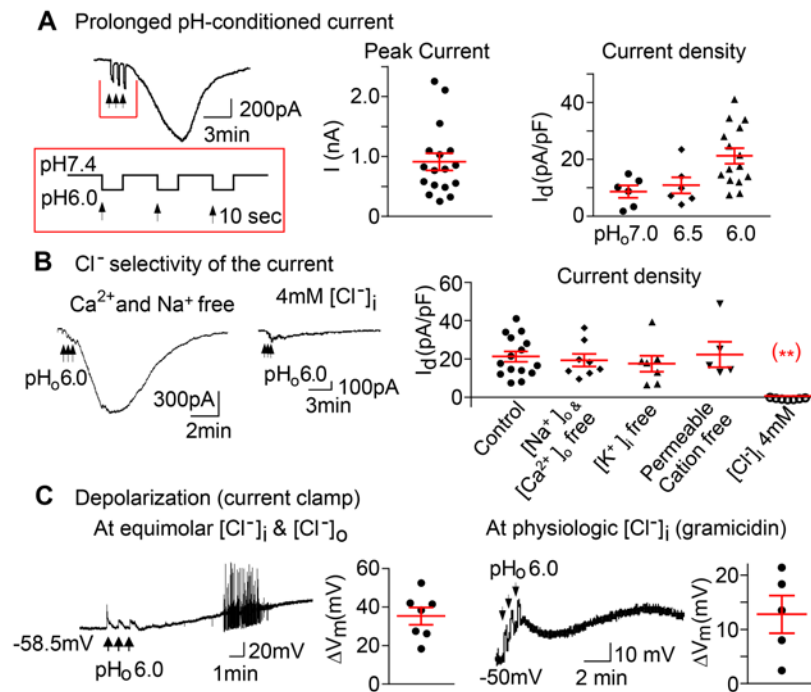 A Prolonged pH-conditioned current
200pA
3min
pH7.4
pH6.0
10 sec
Peak Current
I (nA)
2.0
1.0
0
Current density
I_d(pA/pF)
40
20
0
pH_o7.0 6.5 6.0
B Cl⁻ selectivity of the current
Ca²⁺ and Na⁺ free
pH_o6.0
300pA
2min
4mM [Cl⁻]_i
pH_o6.0
100pA
3min
Current density
I_d(pA/pF)
60
40
20
0
(**)
Control
[Na⁺]_o &
[Ca²⁺]_o free
[K⁺]_i free
Permeable
Cation free
[Cl⁻]_i 4mM
C Depolarization (current clamp)
At equimolar [Cl⁻]_i & [Cl⁻]_o
-58.5mV
pH_o6.0
20mV
1min
ΔV_m(mV)
60
40
20
0
At physiologic [Cl⁻]_i (gramicidin)
pH_o 6.0
-50mV
10 mV
2 min
ΔV_m(mV)
20
10
0